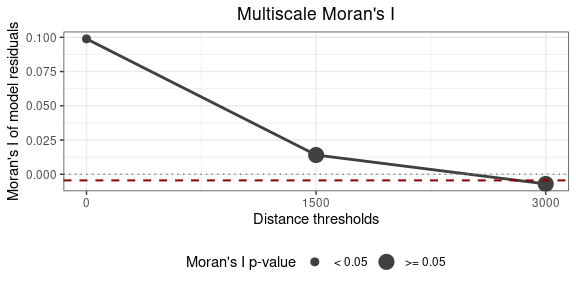 Multiscale Moran's I
Moran's I of model residuals
0.100
0.075
0.050
0.025
0.000
0 1500 3000
Distance thresholds
Moran's I p-value < 0.05 >= 0.05